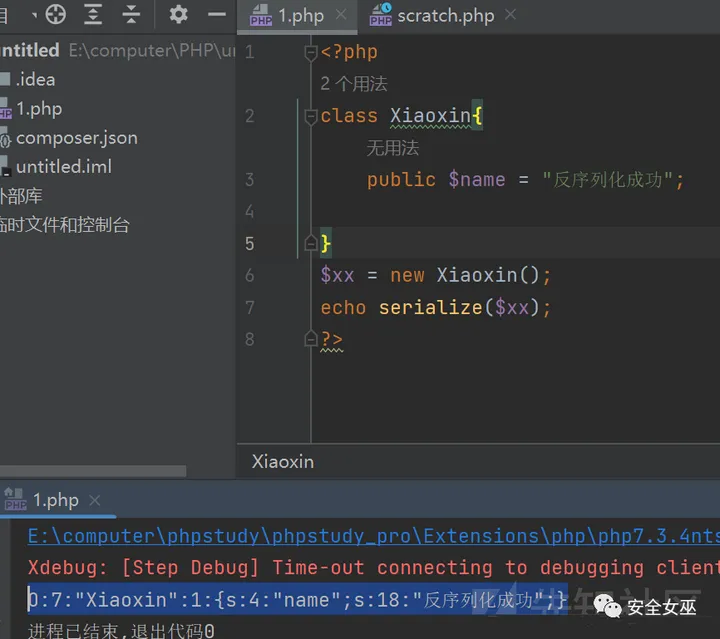 1.php
scratch.php
ntitled E:\computer\PHP\un
.idea
1.php
composer.json
untitled.iml
外部库
临时文件和控制台
1 <?php
2 个用法
2 class Xiaoxin{
无用法
3 public $name = "反序列化成功";
4
5 }
6 $xx = new Xiaoxin();
7 echo serialize($xx);
8 ?>
Xiaoxin
1.php
E:\computer\phpstudy\phpstudy_pro\Extensions\php\php7.3.4nts
Xdebug: [Step Debug] Time-out connecting to debugging client
O:7:"Xiaoxin":1:{s:4:"name";s:18:"反序列化成功";}
安全女巫
进程已结束,退出代码0